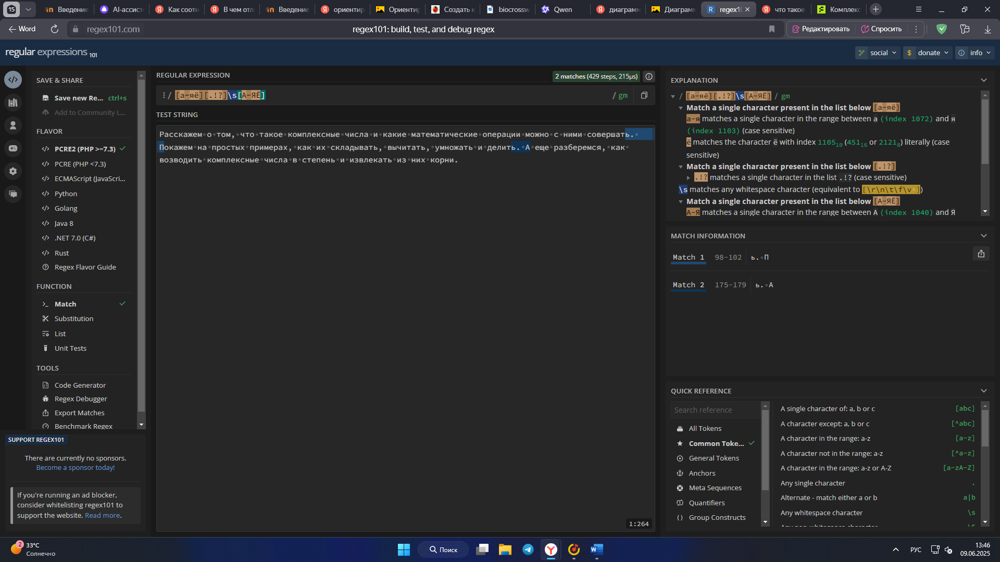 15
Введение
AI-ассист
Как соотн
В чем отл
Введение
ориентир
Ориентир
Создать к
biocrossw
Qwen
диаграмм
Диаграмм
regex10
что такое
Комплекс
Word
regex101.com
regex101: build, test, and debug regex
Редактировать
Спросить
regular expressions 101
social
donate
info
SAVE & SHARE
Save new Re... ctrl+s
Add to Community L...
FLAVOR
PCRE2 (PHP >=7.3)
PCRE (PHP <7.3)
ECMAScript (JavaScri...
Python
Golang
Java 8
.NET 7.0 (C#)
Rust
Regex Flavor Guide
FUNCTION
Match
Substitution
List
Unit Tests
TOOLS
Code Generator
Regex Debugger
Export Matches
Benchmark Regex
SUPPORT REGEX101
There are currently no sponsors.
Become a sponsor today!
If you're running an ad blocker,
consider whitelisting regex101 to
support the website. Read more.
REGULAR EXPRESSION
2 matches (429 steps, 215µs)
/ [а-яё][.!?]\s[А-ЯЁ] / gm
TEST STRING
Расскажем·о·том,·что·такое·комплексные·числа·и·какие·математические·операции·можно·с·ними·совершать.·
Покажем·на·простых·примерах,·как·их·складывать,·вычитать,·умножать·и·делить.·А·еще·разберемся,·как·
возводить·комплексные·числа·в·степень·и·извлекать·из·них·корни.
1:264
EXPLANATION
/ [а-яё][.!?]\s[А-ЯЁ] / gm
Match a single character present in the list below [а-яё]
а-я matches a single character in the range between а (index 1072) and я
(index 1103) (case sensitive)
ё matches the character ё with index 1105₁₀ (451₁₆ or 2121₈) literally (case
sensitive)
Match a single character present in the list below [.!?]
.!? matches a single character in the list .!? (case sensitive)
\s matches any whitespace character (equivalent to [\r\n\t\f\v ])
Match a single character present in the list below [А-ЯЁ]
А-Я matches a single character in the range between А (index 1040) and Я
MATCH INFORMATION
Match 1 98-102 ь.·П
Match 2 175-179 ь.·А
QUICK REFERENCE
Search reference
All Tokens
Common Toke...
General Tokens
Anchors
Meta Sequences
Quantifiers
Group Constructs
A single character of: a, b or c [abc]
A character except: a, b or c [^abc]
A character in the range: a-z [a-z]
A character not in the range: a-z [^a-z]
A character in the range: a-z or A-Z [a-zA-Z]
Any single character .
Alternate - match either a or b a|b
Any whitespace character \s
Any non-whitespace character \S
2
33°C
Солнечно
Поиск
РУС
13:46
09.06.2025